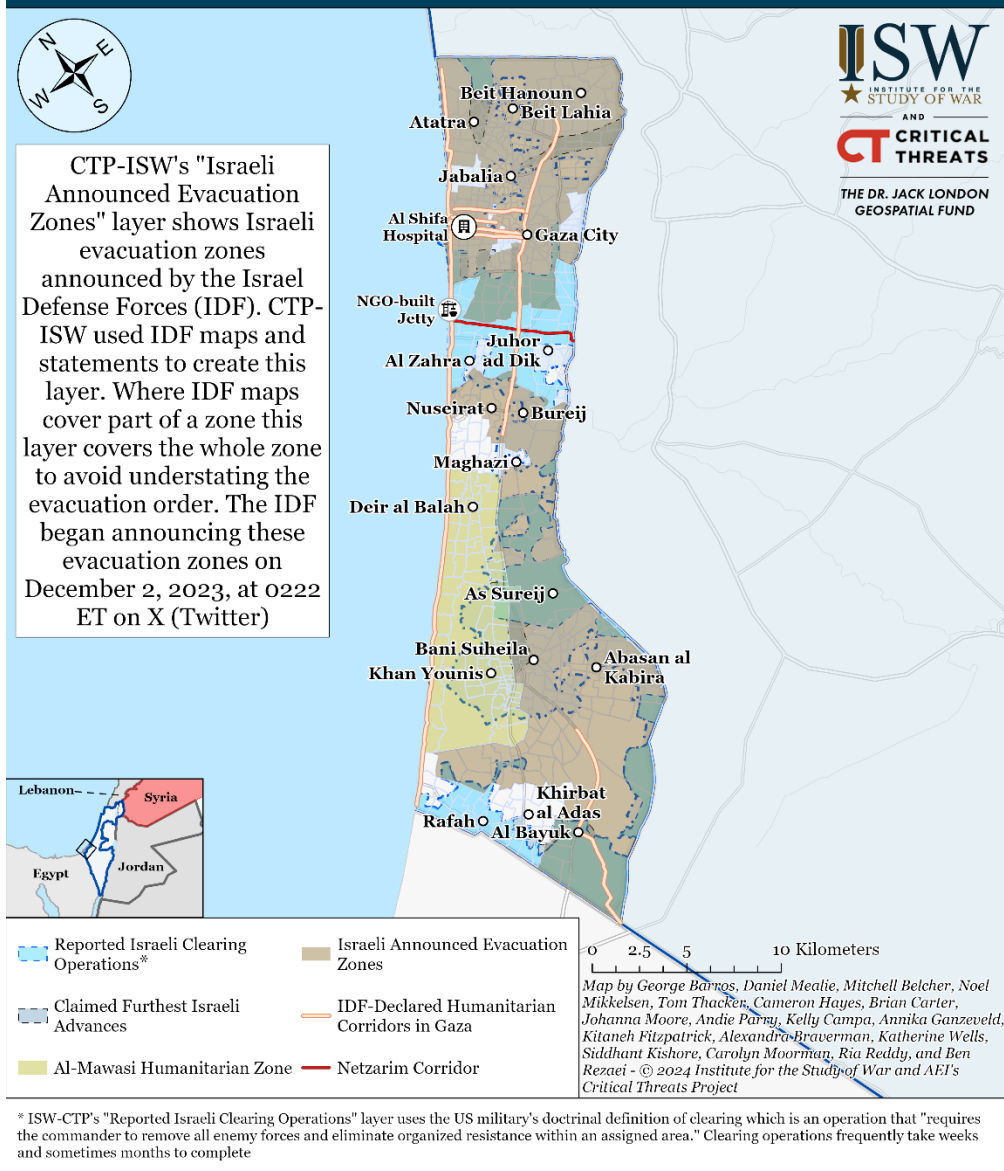 N
E
W
S
ISW
INSTITUTE FOR THE
STUDY OF WAR
AND
CT CRITICAL
THREATS
THE DR. JACK LONDON
GEOSPATIAL FUND
CTP-ISW's "Israeli
Announced Evacuation
Zones" layer shows Israeli
evacuation zones
announced by the Israel
Defense Forces (IDF). CTP-
ISW used IDF maps and
statements to create this
layer. Where IDF maps
cover part of a zone this
layer covers the whole zone
to avoid understating the
evacuation order. The IDF
began announcing these
evacuation zones on
December 2, 2023, at 0222
ET on X (Twitter)
Beit Hanoun
Beit Lahia
Atatra
Jabalia
Al Shifa
Hospital
Gaza City
NGO-built
Jetty
Juhor
ad Dik
Al Zahra
Nuseirat
Bureij
Maghazi
Deir al Balah
As Sureij
Bani Suheila
Abasan al
Kabira
Khan Younis
Khirbat
al Adas
Rafah
Al Bayuk
Lebanon
Syria
Jordan
Egypt
Reported Israeli Clearing
Operations*
Claimed Furthest Israeli
Advances
Al-Mawasi Humanitarian Zone
Israeli Announced Evacuation
Zones
IDF-Declared Humanitarian
Corridors in Gaza
Netzarim Corridor
0 2.5 5 10 Kilometers
Map by George Barros, Daniel Mealie, Mitchell Belcher, Noel
Mikkelsen, Tom Thacker, Cameron Hayes, Brian Carter,
Johanna Moore, Andie Parry, Kelly Campa, Annika Ganzeveld,
Kitaneh Fitzpatrick, Alexandra Braverman, Katherine Wells,
Siddhant Kishore, Carolyn Moorman, Ria Reddy, and Ben
Rezaei - © 2024 Institute for the Study of War and AEI's
Critical Threats Project
* ISW-CTP's "Reported Israeli Clearing Operations" layer uses the US military's doctrinal definition of clearing which is an operation that "requires
the commander to remove all enemy forces and eliminate organized resistance within an assigned area." Clearing operations frequently take weeks
and sometimes months to complete